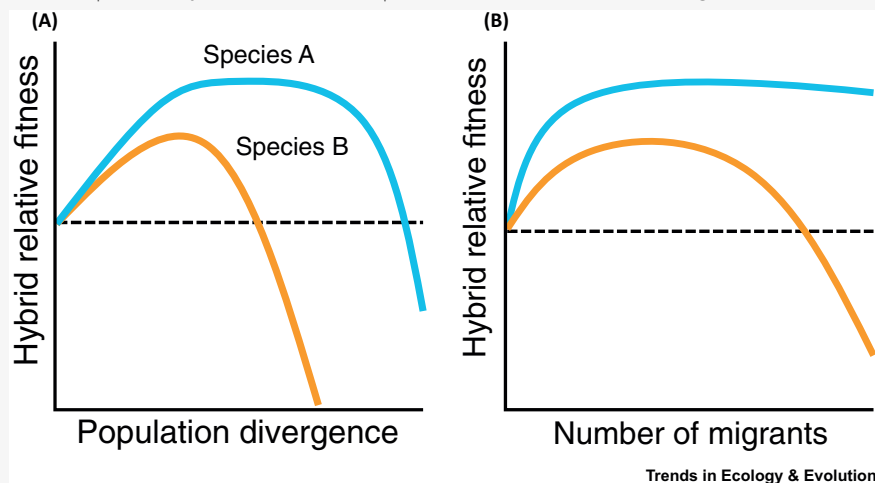 (A)
Hybrid relative fitness
Species A
Species B
Population divergence
(B)
Hybrid relative fitness
Number of migrants
Trends in Ecology & Evolution